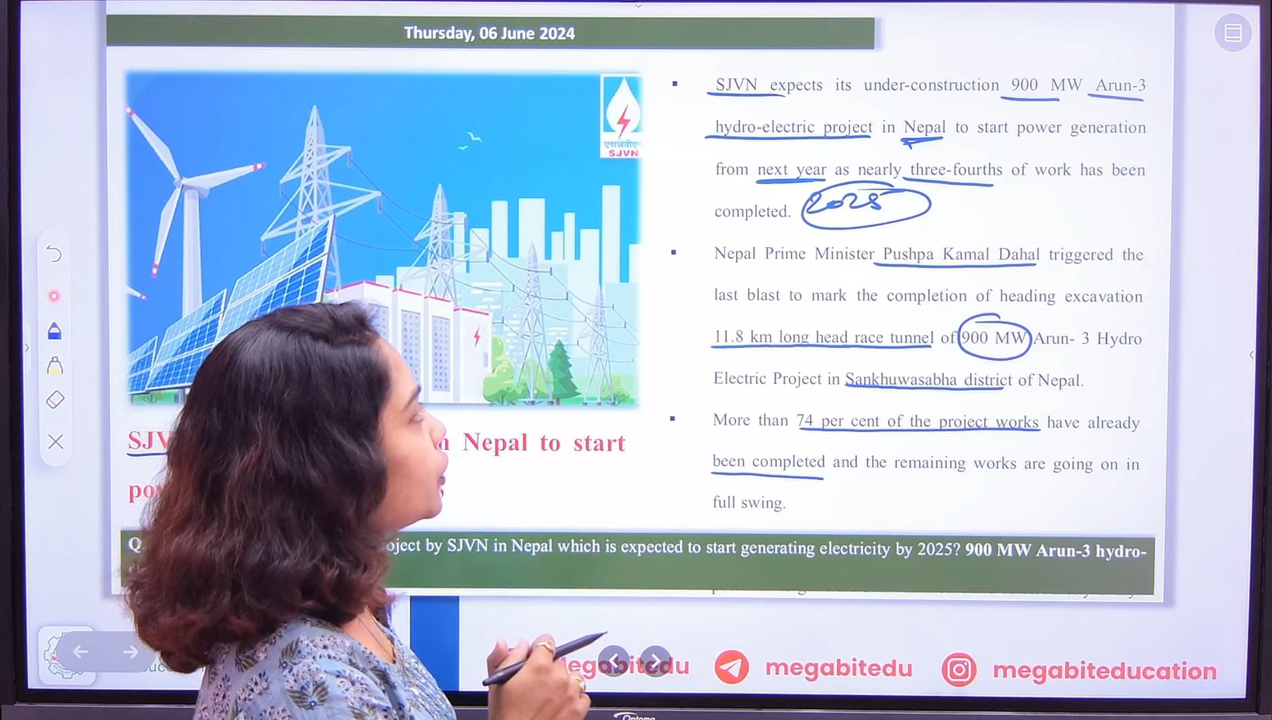 Thursday, 06 June 2024
एसजेवीएन
SJVN
SJVN expects its under-construction 900 MW Arun-3
hydro-electric project in Nepal to start power generation
from next year as nearly three-fourths of work has been
completed. 2025
Nepal Prime Minister Pushpa Kamal Dahal triggered the
last blast to mark the completion of heading excavation
11.8 km long head race tunnel of 900 MW Arun- 3 Hydro
Electric Project in Sankhuwasabha district of Nepal.
More than 74 per cent of the project works have already
been completed and the remaining works are going on in
full swing.
Nepal to start
by SJVN in Nepal which is expected to start generating electricity by 2025? 900 MW Arun-3 hydro-
megabitedu
megabiteducation
Optoma